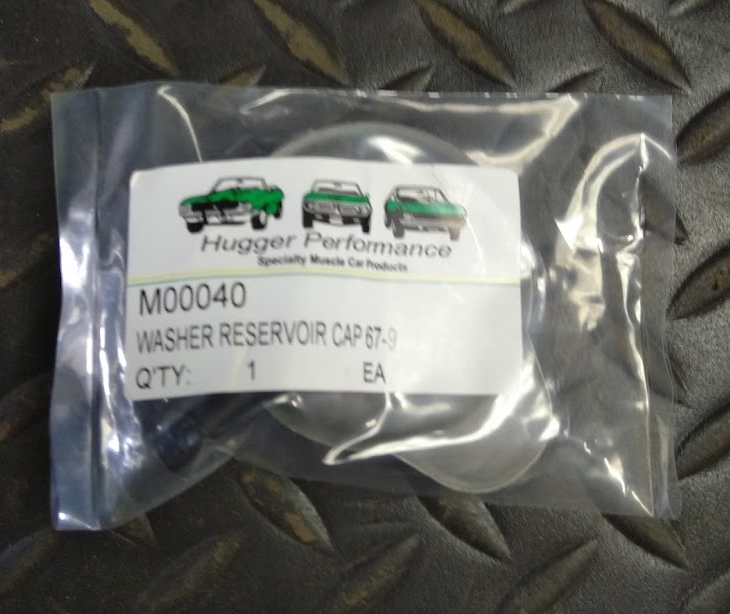 Hugger Performance
Specialty Muscle Car Products
M00040
WASHER RESERVOIR CAP 67-9
Q'TY: 1 EA